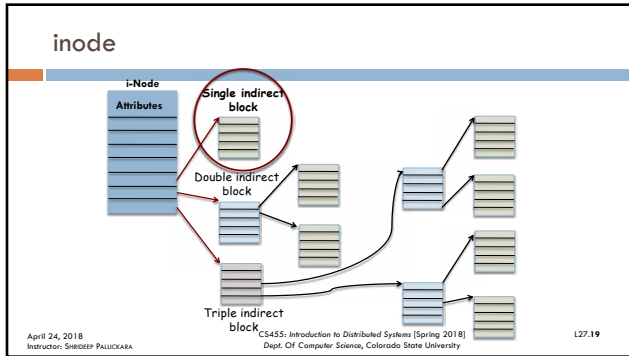 inode
i-Node
Attributes
Single indirect
block
Double indirect
block
Triple indirect
block
April 24, 2018
Instructor: SHRIDEEP PALLICKARA
CS455: Introduction to Distributed Systems [Spring 2018]
Dept. Of Computer Science, Colorado State University
L27.19